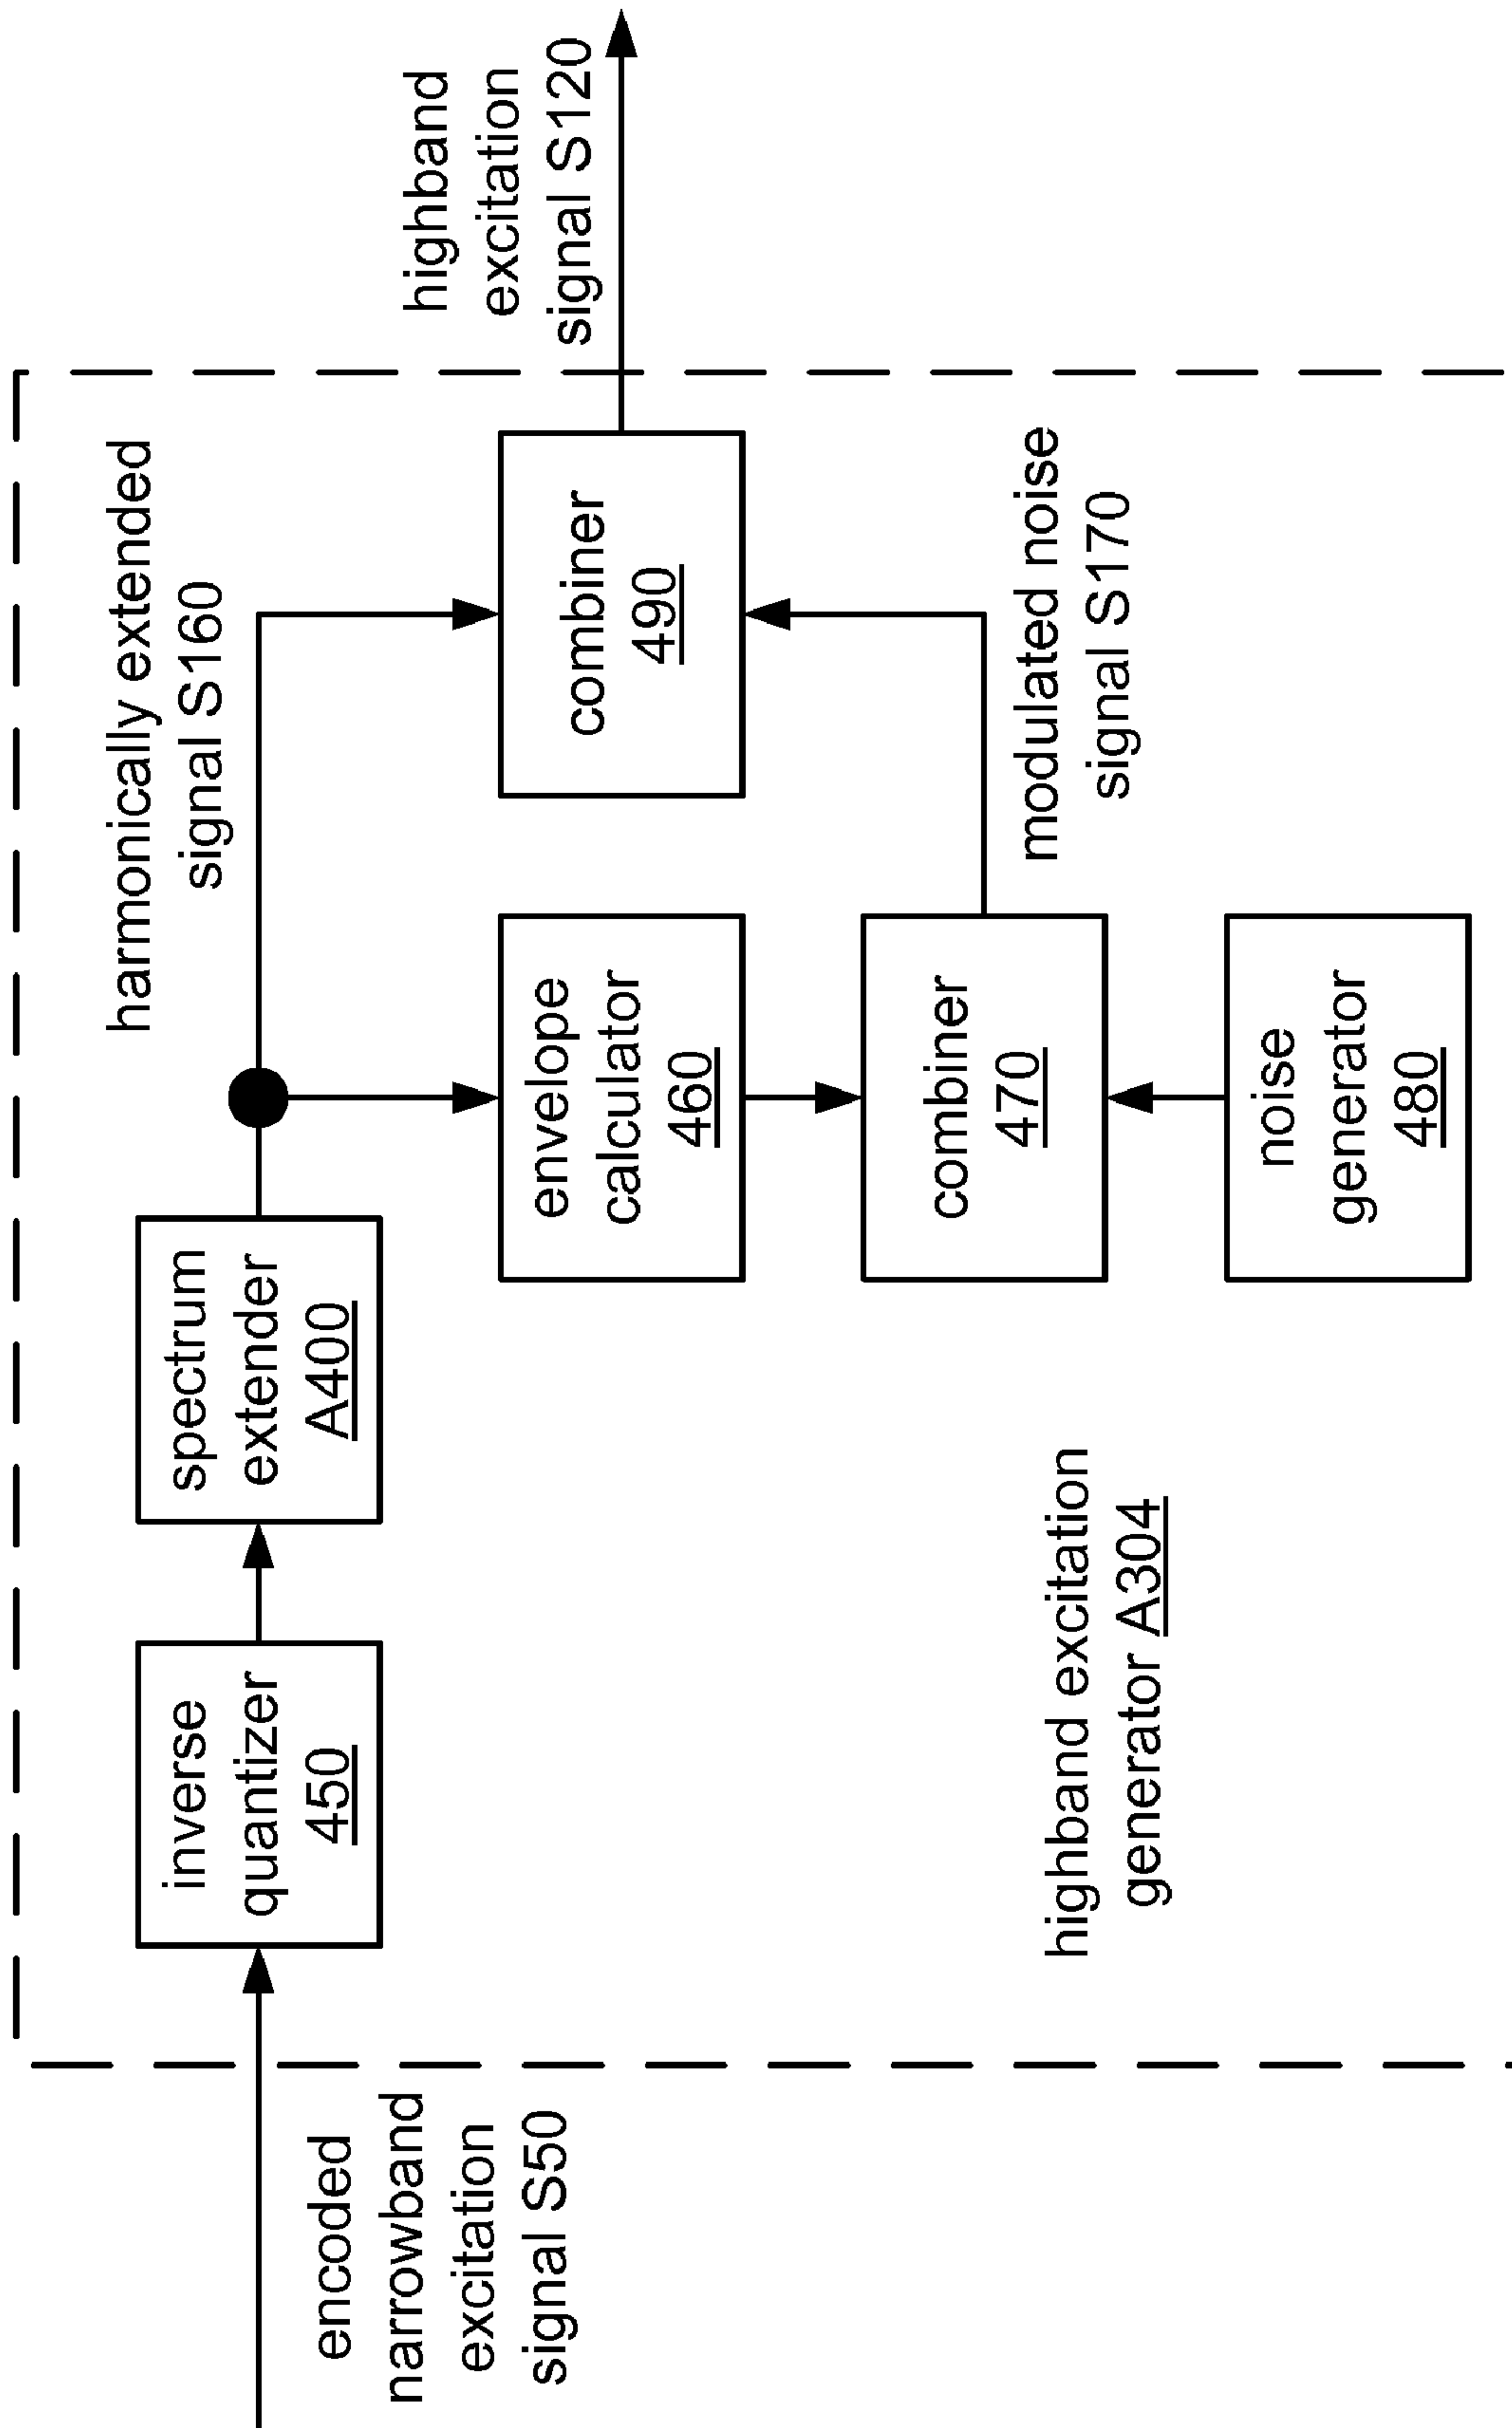 encoded
narrowband
excitation
signal S50
inverse
quantizer
450
spectrum
extender
A400
harmonically extended
signal S160
highband
excitation
signal S120
envelope
calculator
460
combiner
490
combiner
470
modulated noise
signal S170
noise
generator
480
highband excitation
generator A304